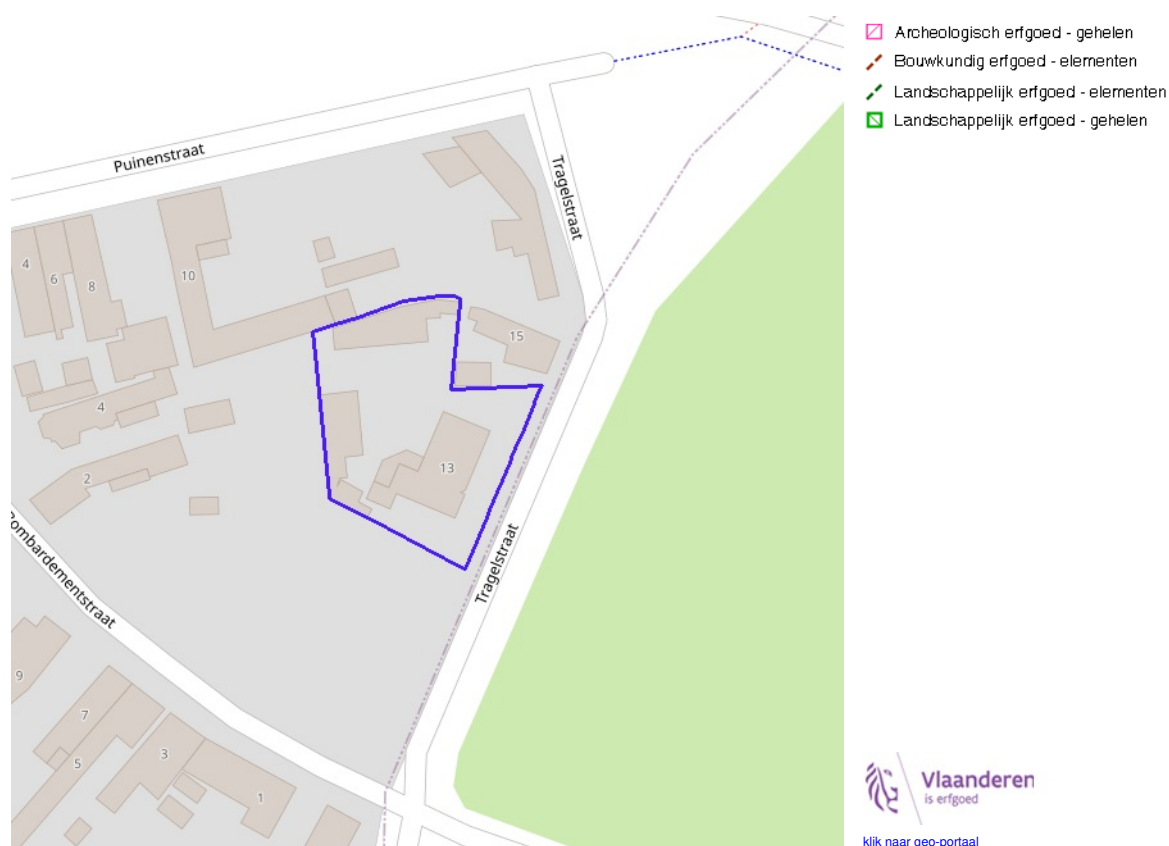 Archeologisch erfgoed - gehelen
Bouwkundig erfgoed - elementen
Landschappelijk erfgoed - elementen
Landschappelijk erfgoed - gehelen
Puinenstraat
Tragelstraat
4
6
8
10
15
4
2
13
Tragelstraat
Bombardementstraat
9
7
5
3
1
Vlaanderen
is erfgoed
klik naar geo-portaal